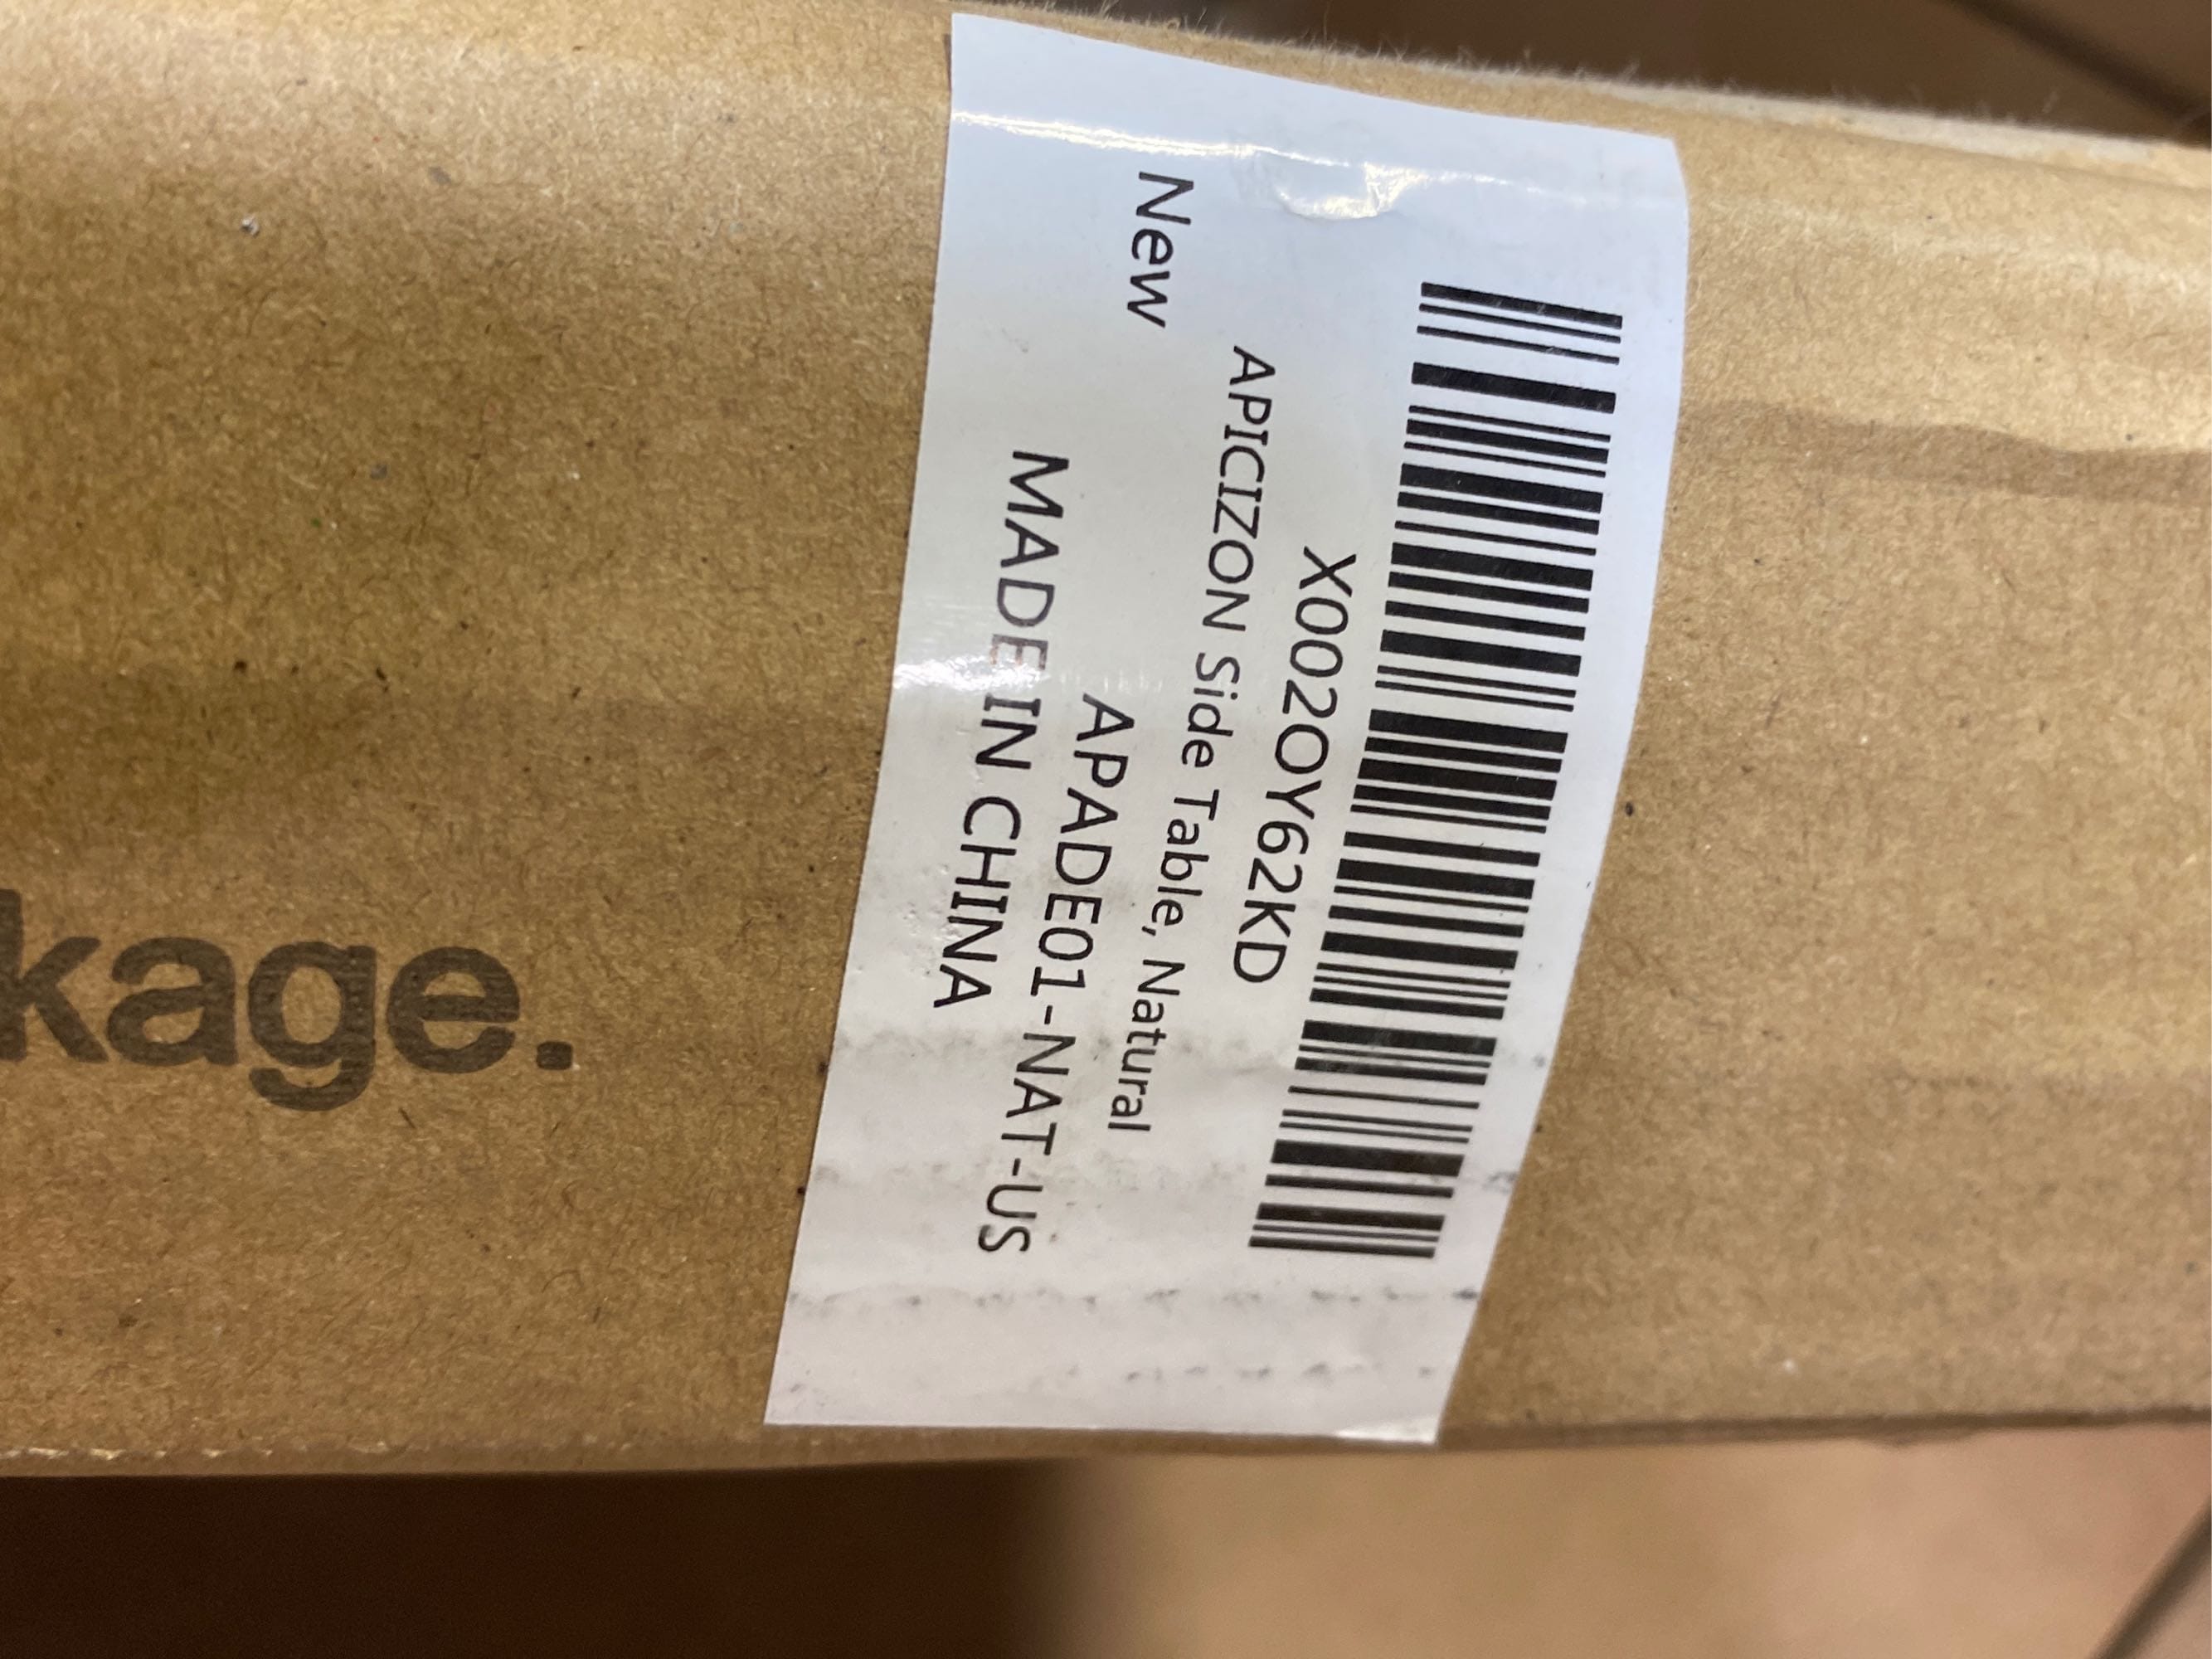 X002OY62KD
APICIZON Side Table, Natural
New
APADE01-NAT-US
MADE IN CHINA
kage.